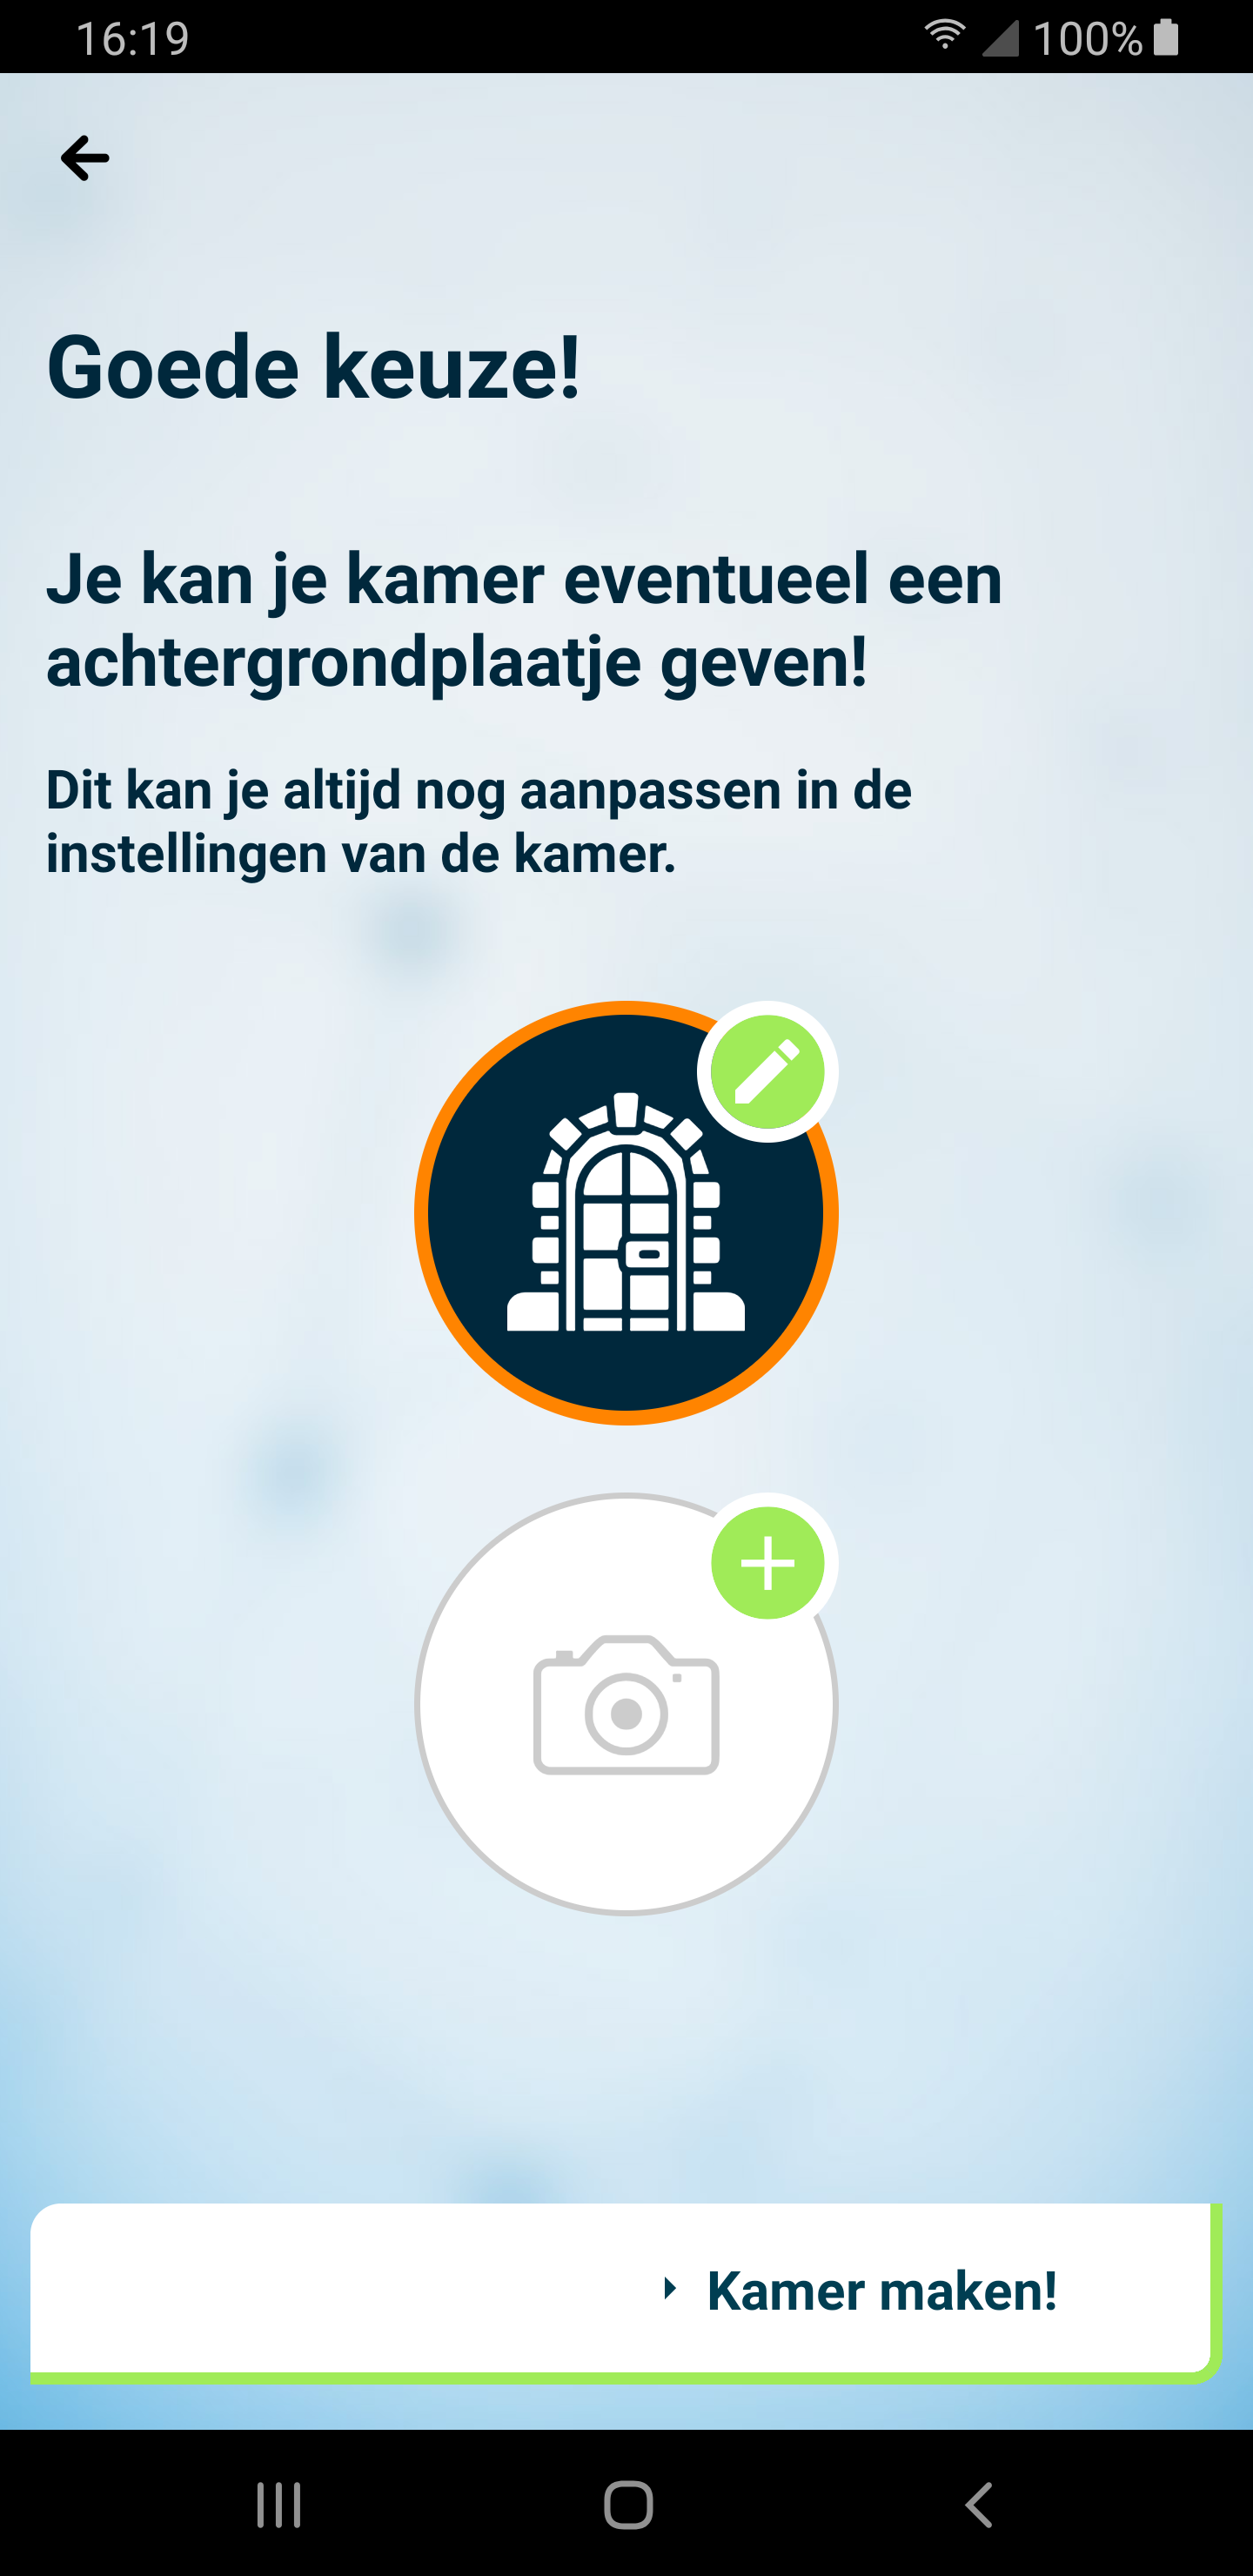 16:19
100%
Goede keuze!
Je kan je kamer eventueel een
achtergrondplaatje geven!
Dit kan je altijd nog aanpassen in de
instellingen van de kamer.
Kamer maken!